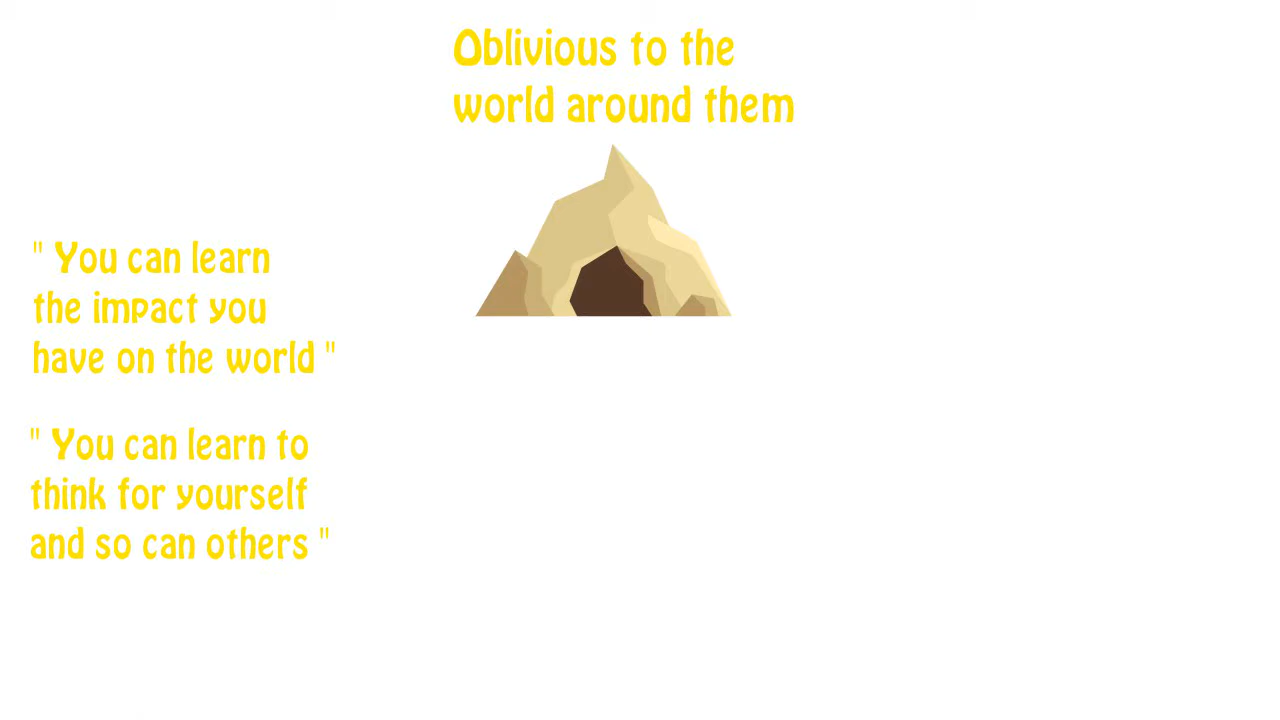 Oblivious to the
world around them
" You can learn
the impact you
have on the world "
" You can learn to
think for yourself
and so can others "